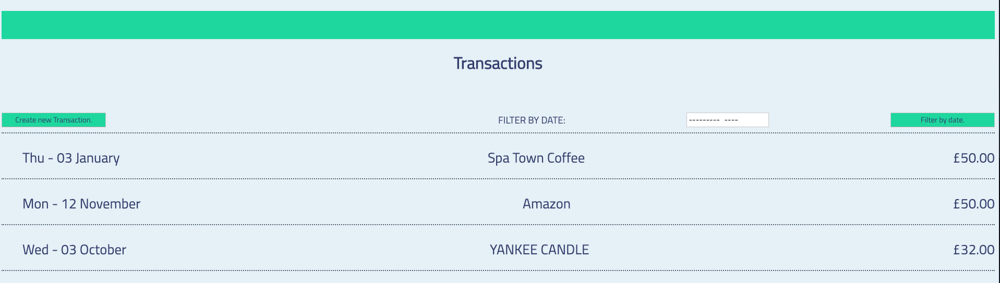 Transactions
Create new Transaction. FILTER BY DATE: --------- ---- Filter by date.
Thu - 03 January Spa Town Coffee £50.00
Mon - 12 November Amazon £50.00
Wed - 03 October YANKEE CANDLE £32.00